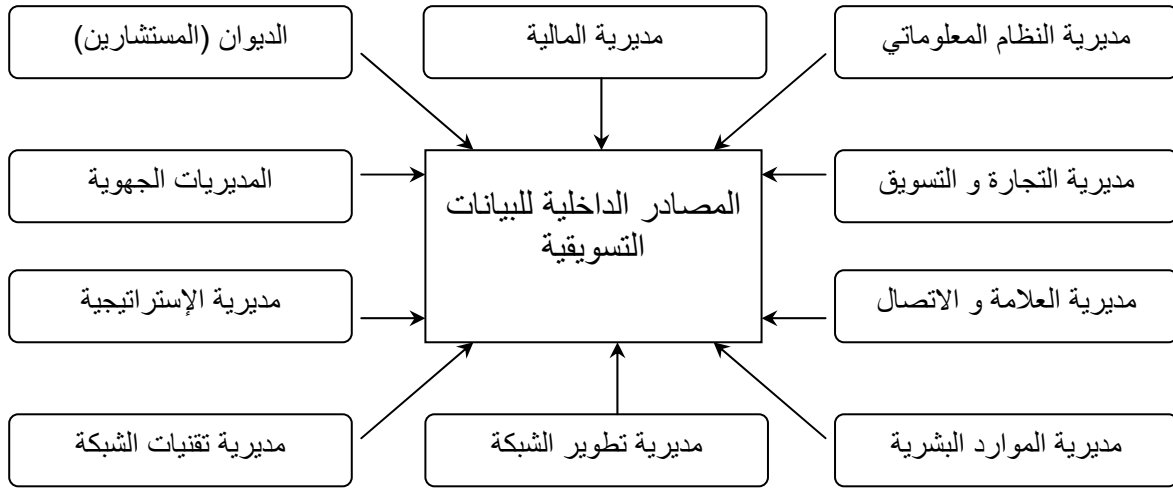 مديرية النظام المعلوماتي
مديرية المالية
الديوان (المستشارين)
مديرية التجارة و التسويق
المصادر الداخلية للبيانات
التسويقية
المديريات الجهوية
مديرية العلامة و الاتصال
مديرية الإستراتيجية
مديرية الموارد البشرية
مديرية تطوير الشبكة
مديرية تقنيات الشبكة